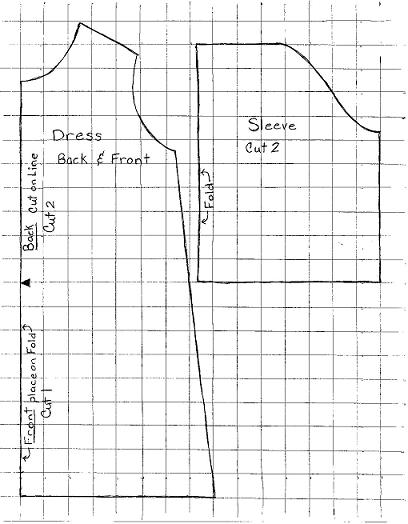 Dress
Back & Front
Sleeve
Cut 2
Fold
Back Cut on Line
Cut 2
Front place on Fold
Cut 1